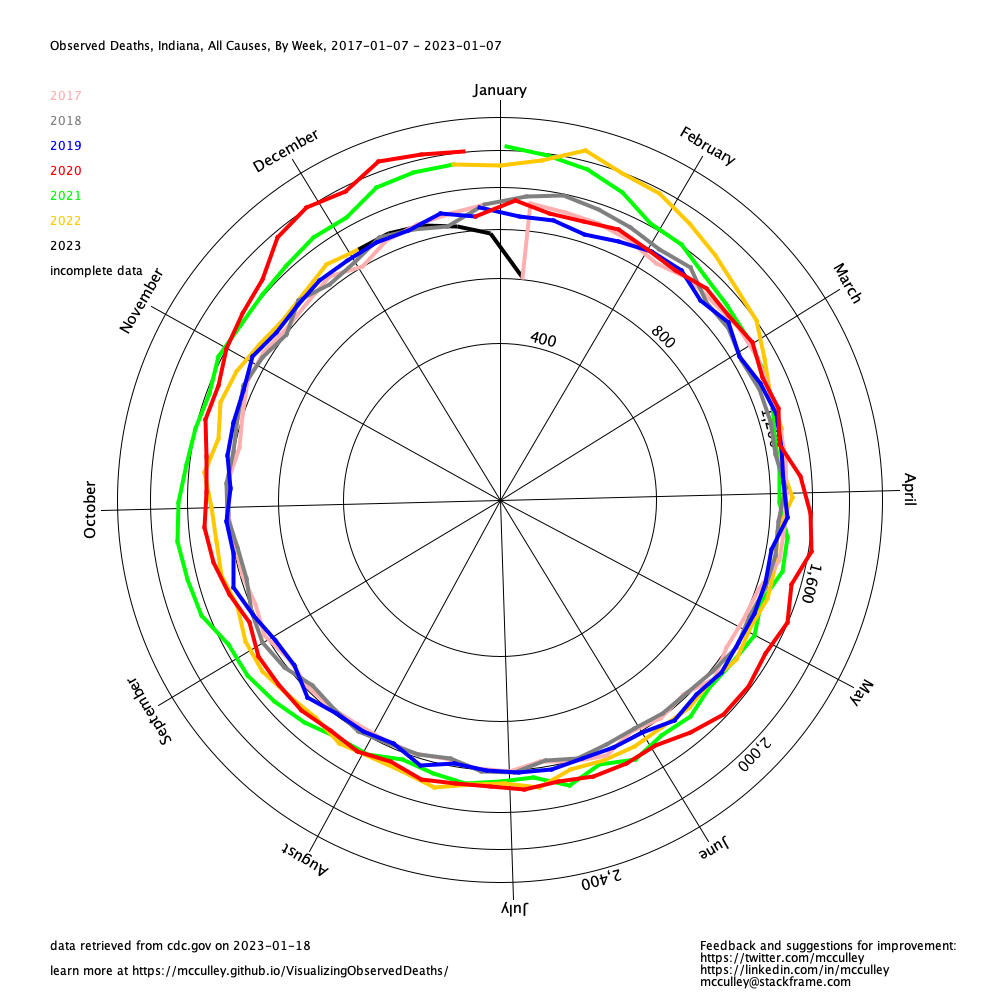 Observed Deaths, Indiana, All Causes, By Week, 2017-01-07 - 2023-01-07
2017
2018
2019
2020
2021
2022
2023
incomplete data
January
February
March
April
May
June
July
August
September
October
November
December
400
800
1,200
1,600
2,000
2,400
data retrieved from cdc.gov on 2023-01-18
learn more at https://mcculley.github.io/VisualizingObservedDeaths/
Feedback and suggestions for improvement:
https://twitter.com/mcculley
https://linkedin.com/in/mcculley
mcculley@stackframe.com